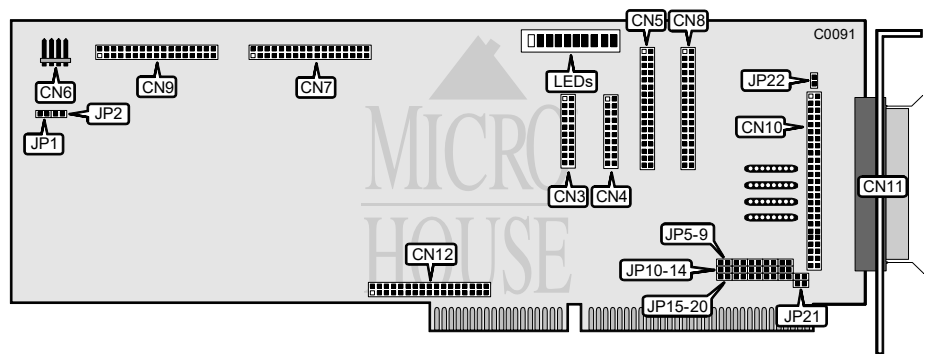 CN5
CN8
C0091
CN6
CN9
CN7
LEDs
JP22
JP1
JP2
CN10
MICRO
HOUSE
CN3
CN4
CN11
JP5-9
CN12
JP10-14
JP15-20
JP21